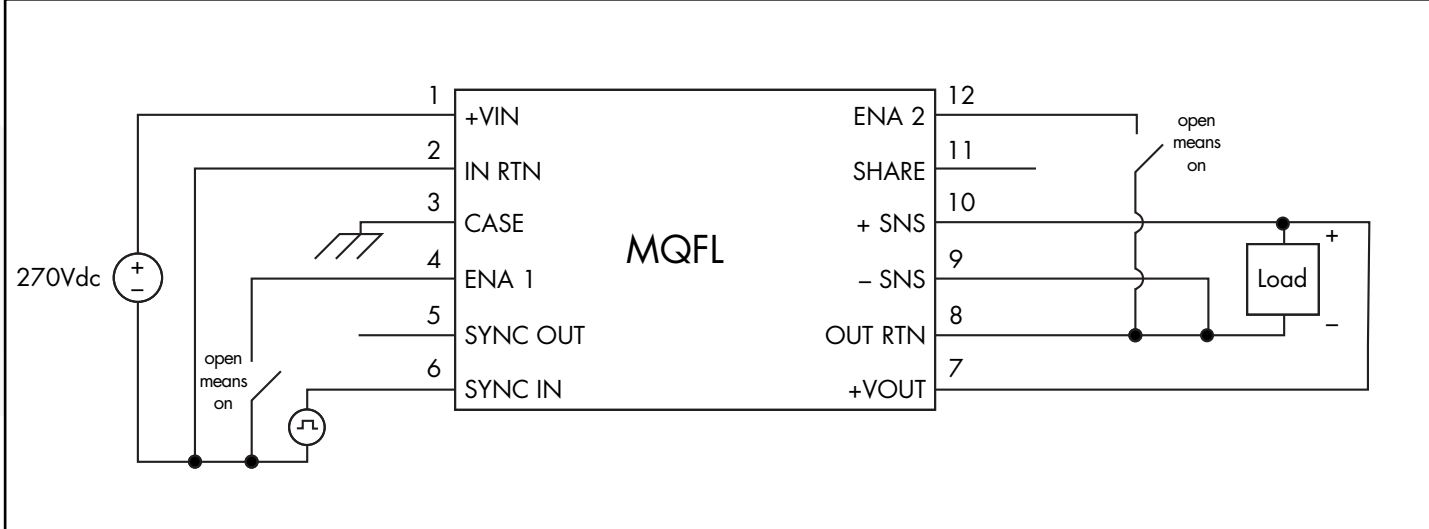 1
+VIN
2
IN RTN
3
CASE
4
ENA 1
5
SYNC OUT
6
SYNC IN
MQFL
12
ENA 2
11
SHARE
10
+ SNS
9
– SNS
8
OUT RTN
7
+VOUT
270Vdc
+
–
open
means
on
open
means
on
+
Load
–